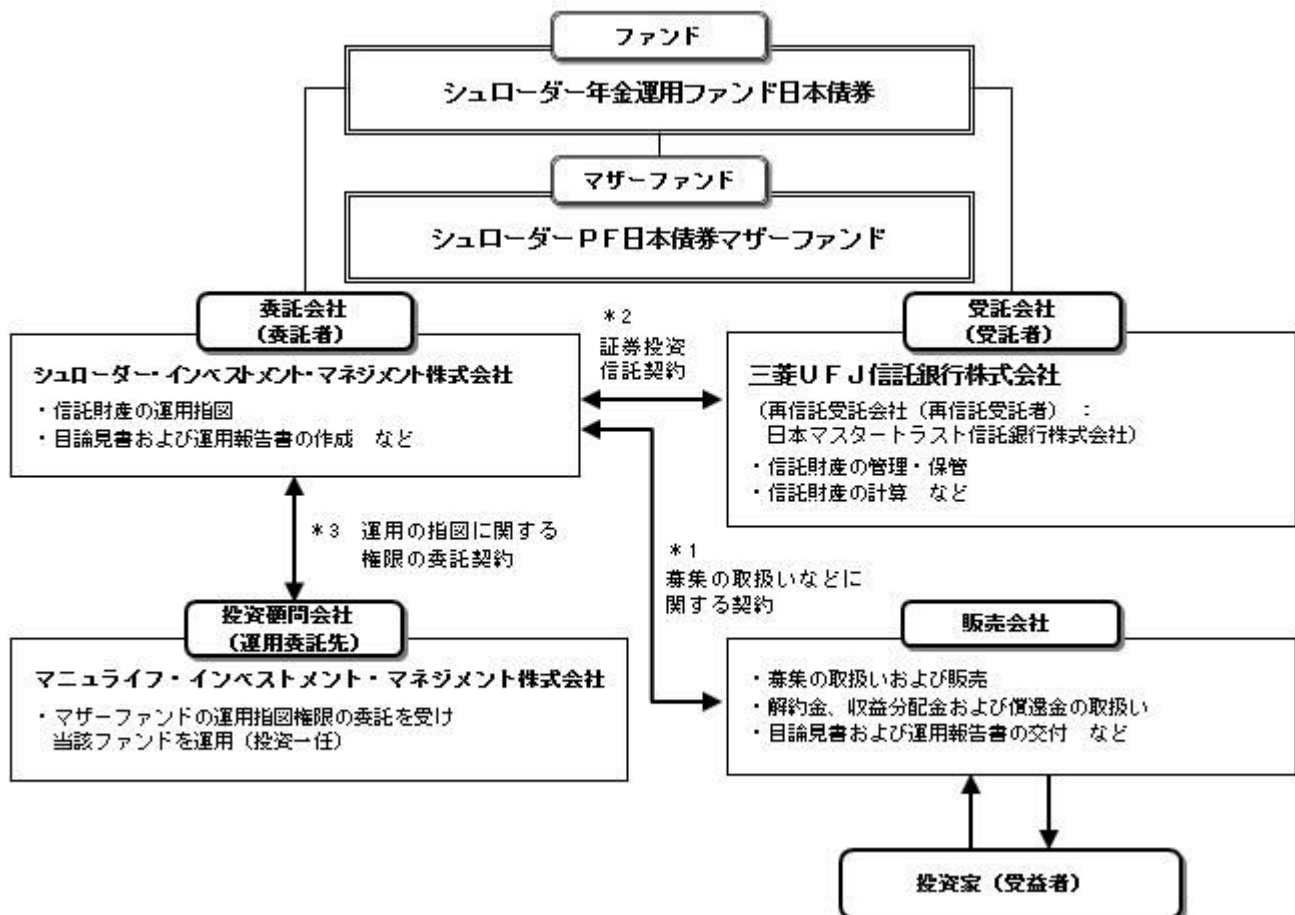 ファンド
シュローダー年金運用ファンド日本債券
マザーファンド
シュローダーPF日本債券マザーファンド
委託会社
(委託者)
シュローダー・インベストメント・マネジメント株式会社
・信託財産の運用指図
・目論見書および運用報告書の作成 など
*2
証券投資
信託契約
受託会社
(受託者)
三菱UFJ信託銀行株式会社
(再信託受託会社(再信託受託者) :
日本マスタートラスト信託銀行株式会社)
・信託財産の管理・保管
・信託財産の計算 など
*3 運用の指図に関する
権限の委託契約
*1
募集の取扱いなどに
関する契約
投資顧問会社
(運用委託先)
マニュライフ・インベストメント・マネジメント株式会社
・マザーファンドの運用指図権限の委託を受け
当該ファンドを運用(投資一任)
販売会社
・募集の取扱いおよび販売
・解約金、収益分配金および償還金の取扱い
・目論見書および運用報告書の交付 など
投資家(受益者)